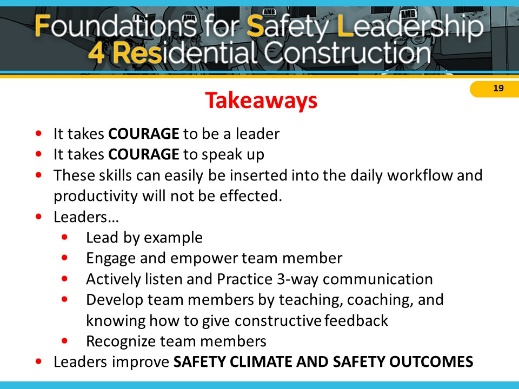 Foundations for Safety Leadership
4 Residential Construction
19
Takeaways
• It takes COURAGE to be a leader
• It takes COURAGE to speak up
• These skills can easily be inserted into the daily workflow and
productivity will not be effected.
• Leaders…
• Lead by example
• Engage and empower team member
• Actively listen and Practice 3-way communication
• Develop team members by teaching, coaching, and
knowing how to give constructive feedback
• Recognize team members
• Leaders improve SAFETY CLIMATE AND SAFETY OUTCOMES